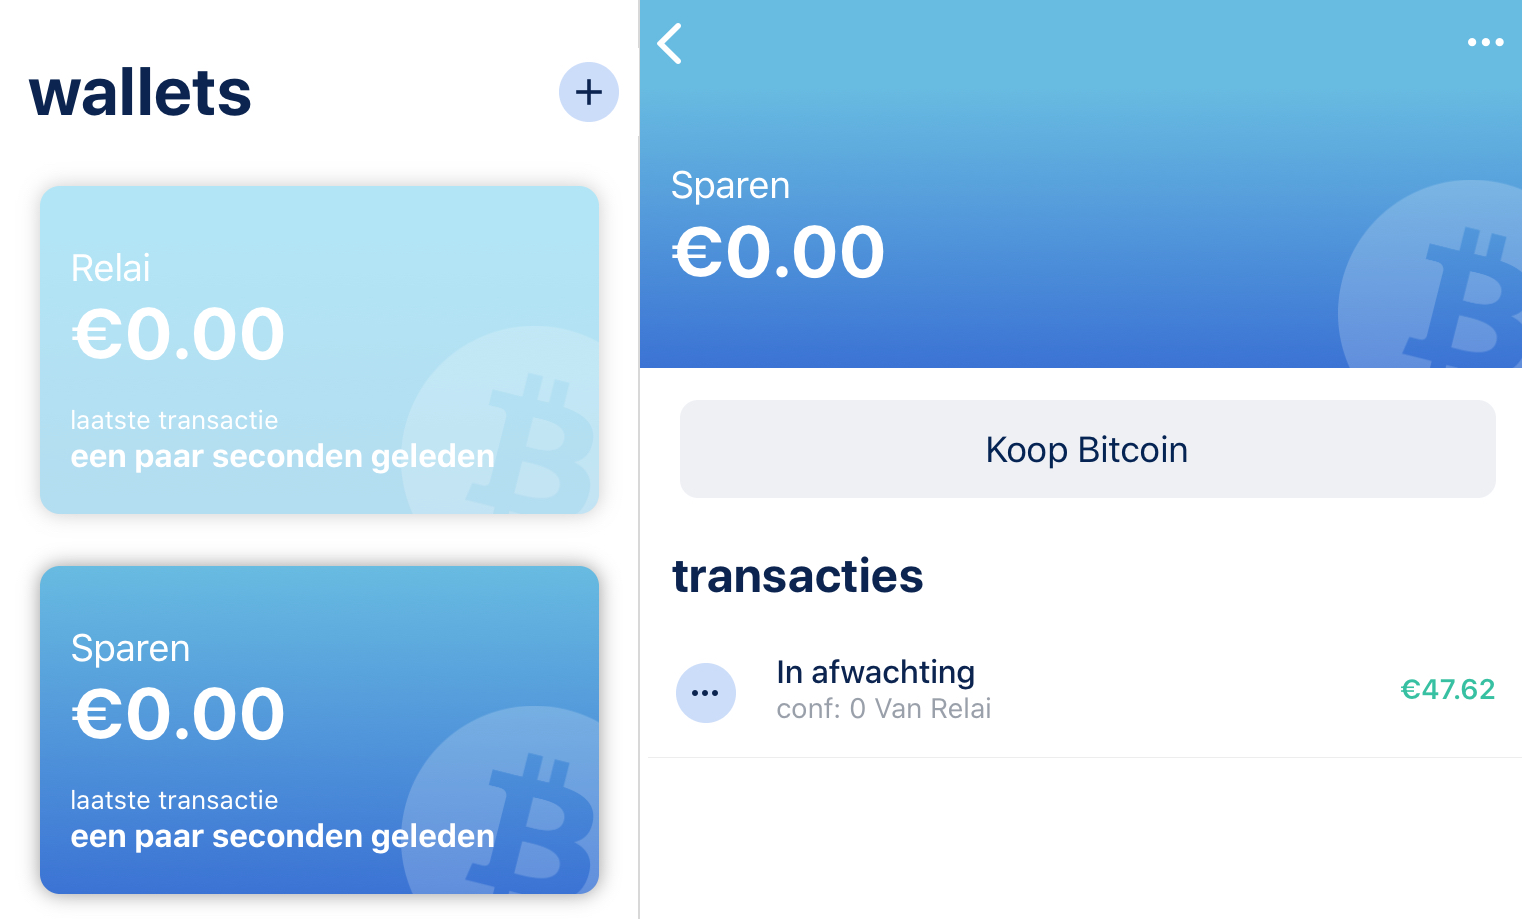 wallets
Relai
€0.00
laatste transactie
een paar seconden geleden
Sparen
€0.00
laatste transactie
een paar seconden geleden
Sparen
€0.00
Koop Bitcoin
transacties
In afwachting
€47.62
conf: 0 Van Relai